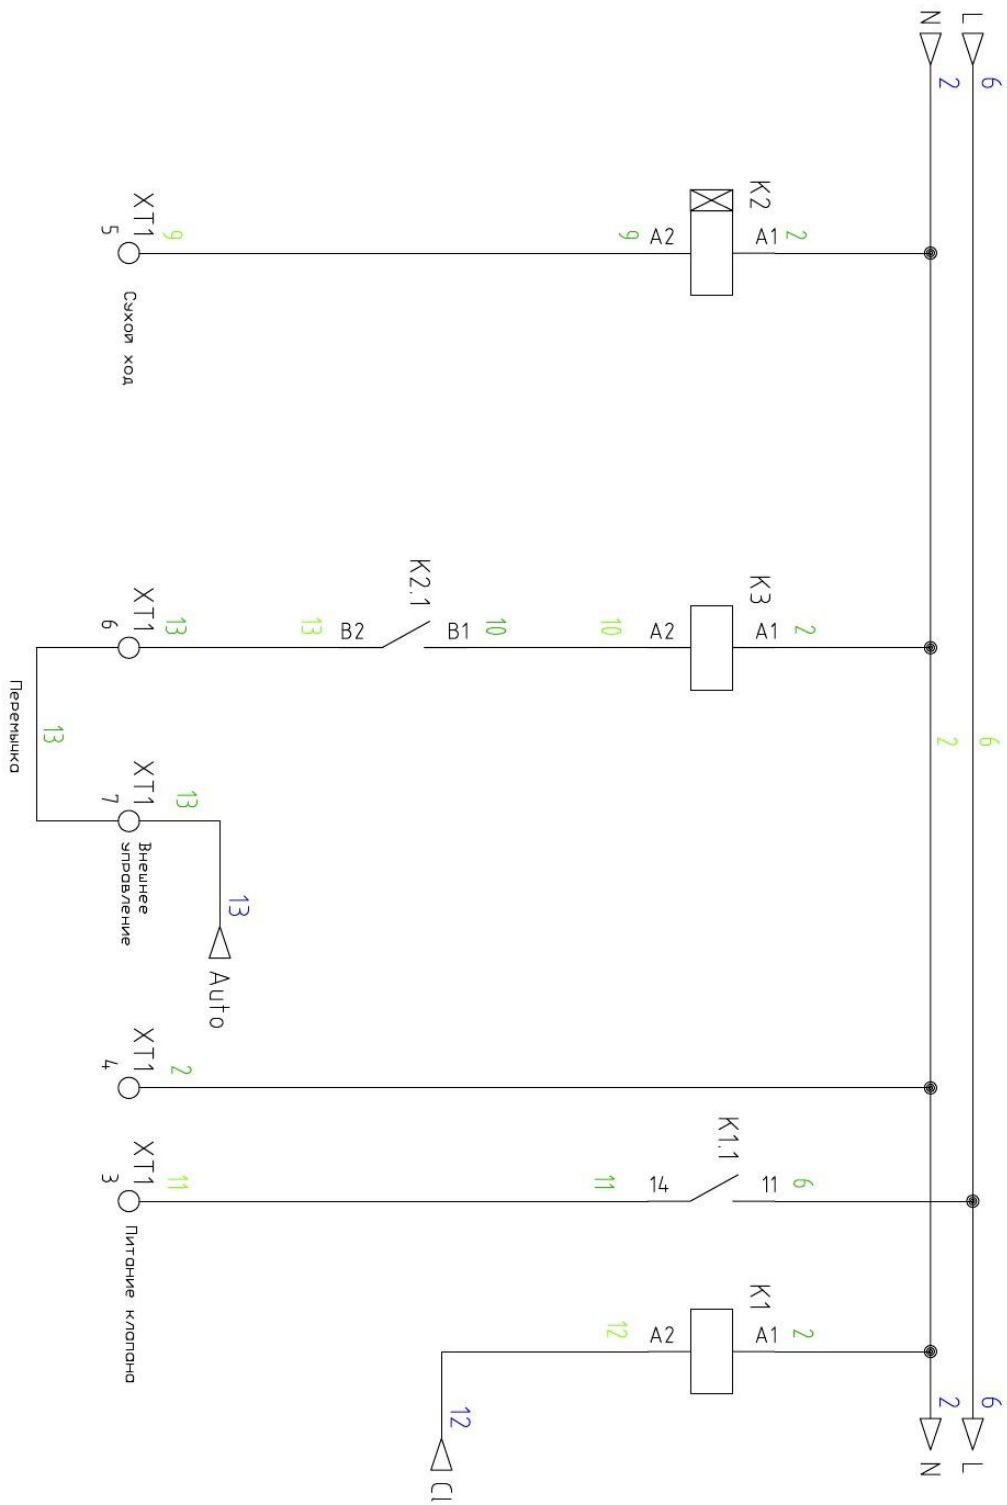 L
6
N
2
K2
A1
2
A2
9
XT1
5
9
Сухой ход
K3
A1
2
A2
10
K2.1
B1
10
B2
13
XT1
6
13
Перемычка
13
XT1
7
13
Внешнее
управление
13
Auto
6
2
XT1
4
2
K1.1
11
6
14
11
XT1
3
11
Питание клапана
K1
A1
2
A2
12
12
Cl
6
L
2
N